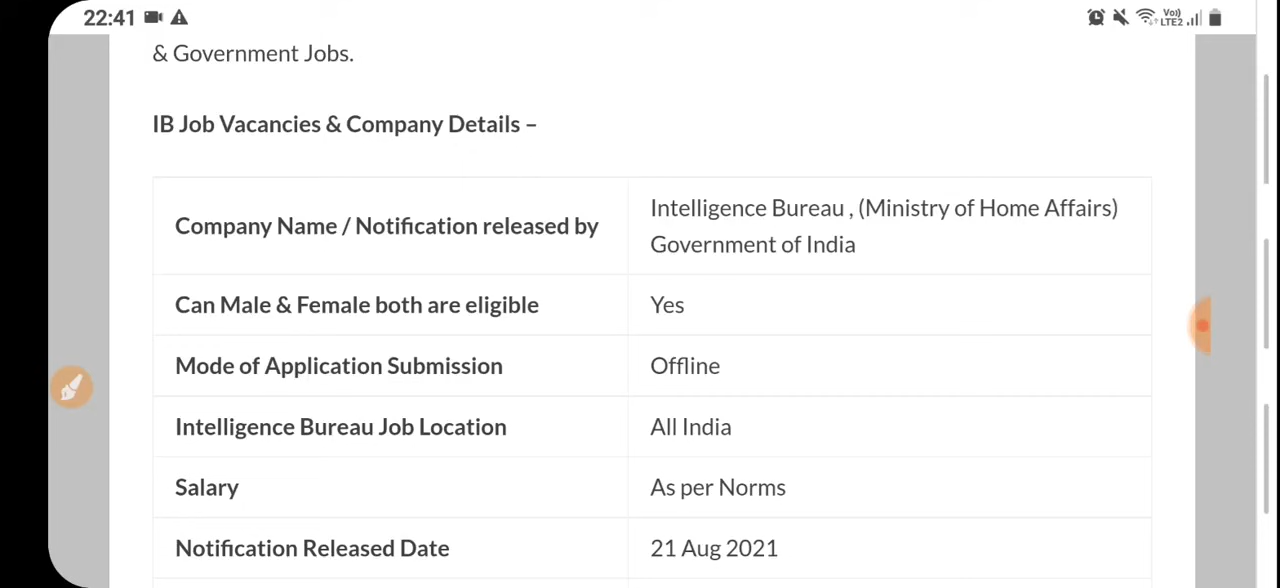 22:41 Vo)) LTE2
& Government Jobs.
IB Job Vacancies & Company Details –
Company Name / Notification released by
Intelligence Bureau , (Ministry of Home Affairs)
Government of India
Can Male & Female both are eligible
Yes
Mode of Application Submission
Offline
Intelligence Bureau Job Location
All India
Salary
As per Norms
Notification Released Date
21 Aug 2021